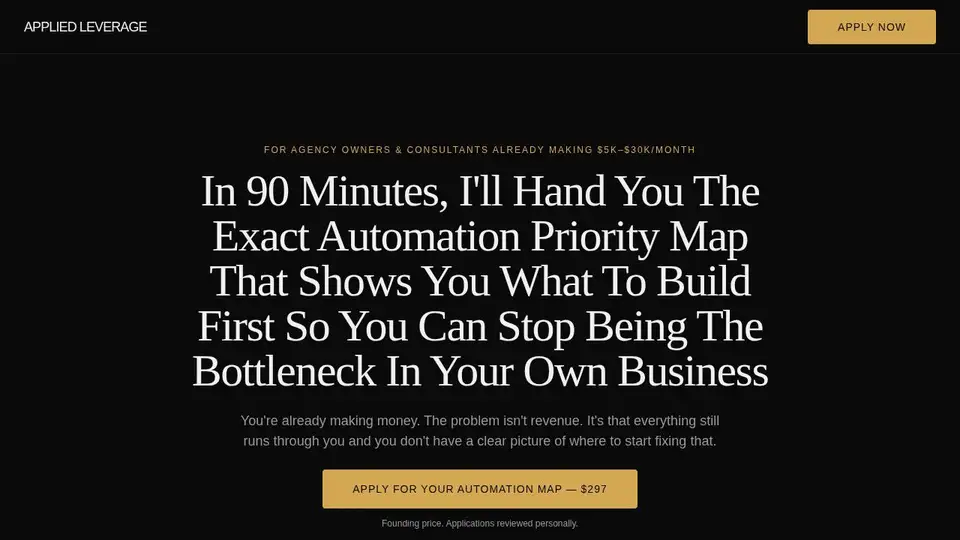 APPLIED LEVERAGE
APPLY NOW
FOR AGENCY OWNERS & CONSULTANTS ALREADY MAKING $5K–$30K/MONTH
In 90 Minutes, I'll Hand You The
Exact Automation Priority Map
That Shows You What To Build
First So You Can Stop Being The
Bottleneck In Your Own Business
You're already making money. The problem isn't revenue. It's that everything still
runs through you and you don't have a clear picture of where to start fixing that.
APPLY FOR YOUR AUTOMATION MAP — $297
Founding price. Applications reviewed personally.